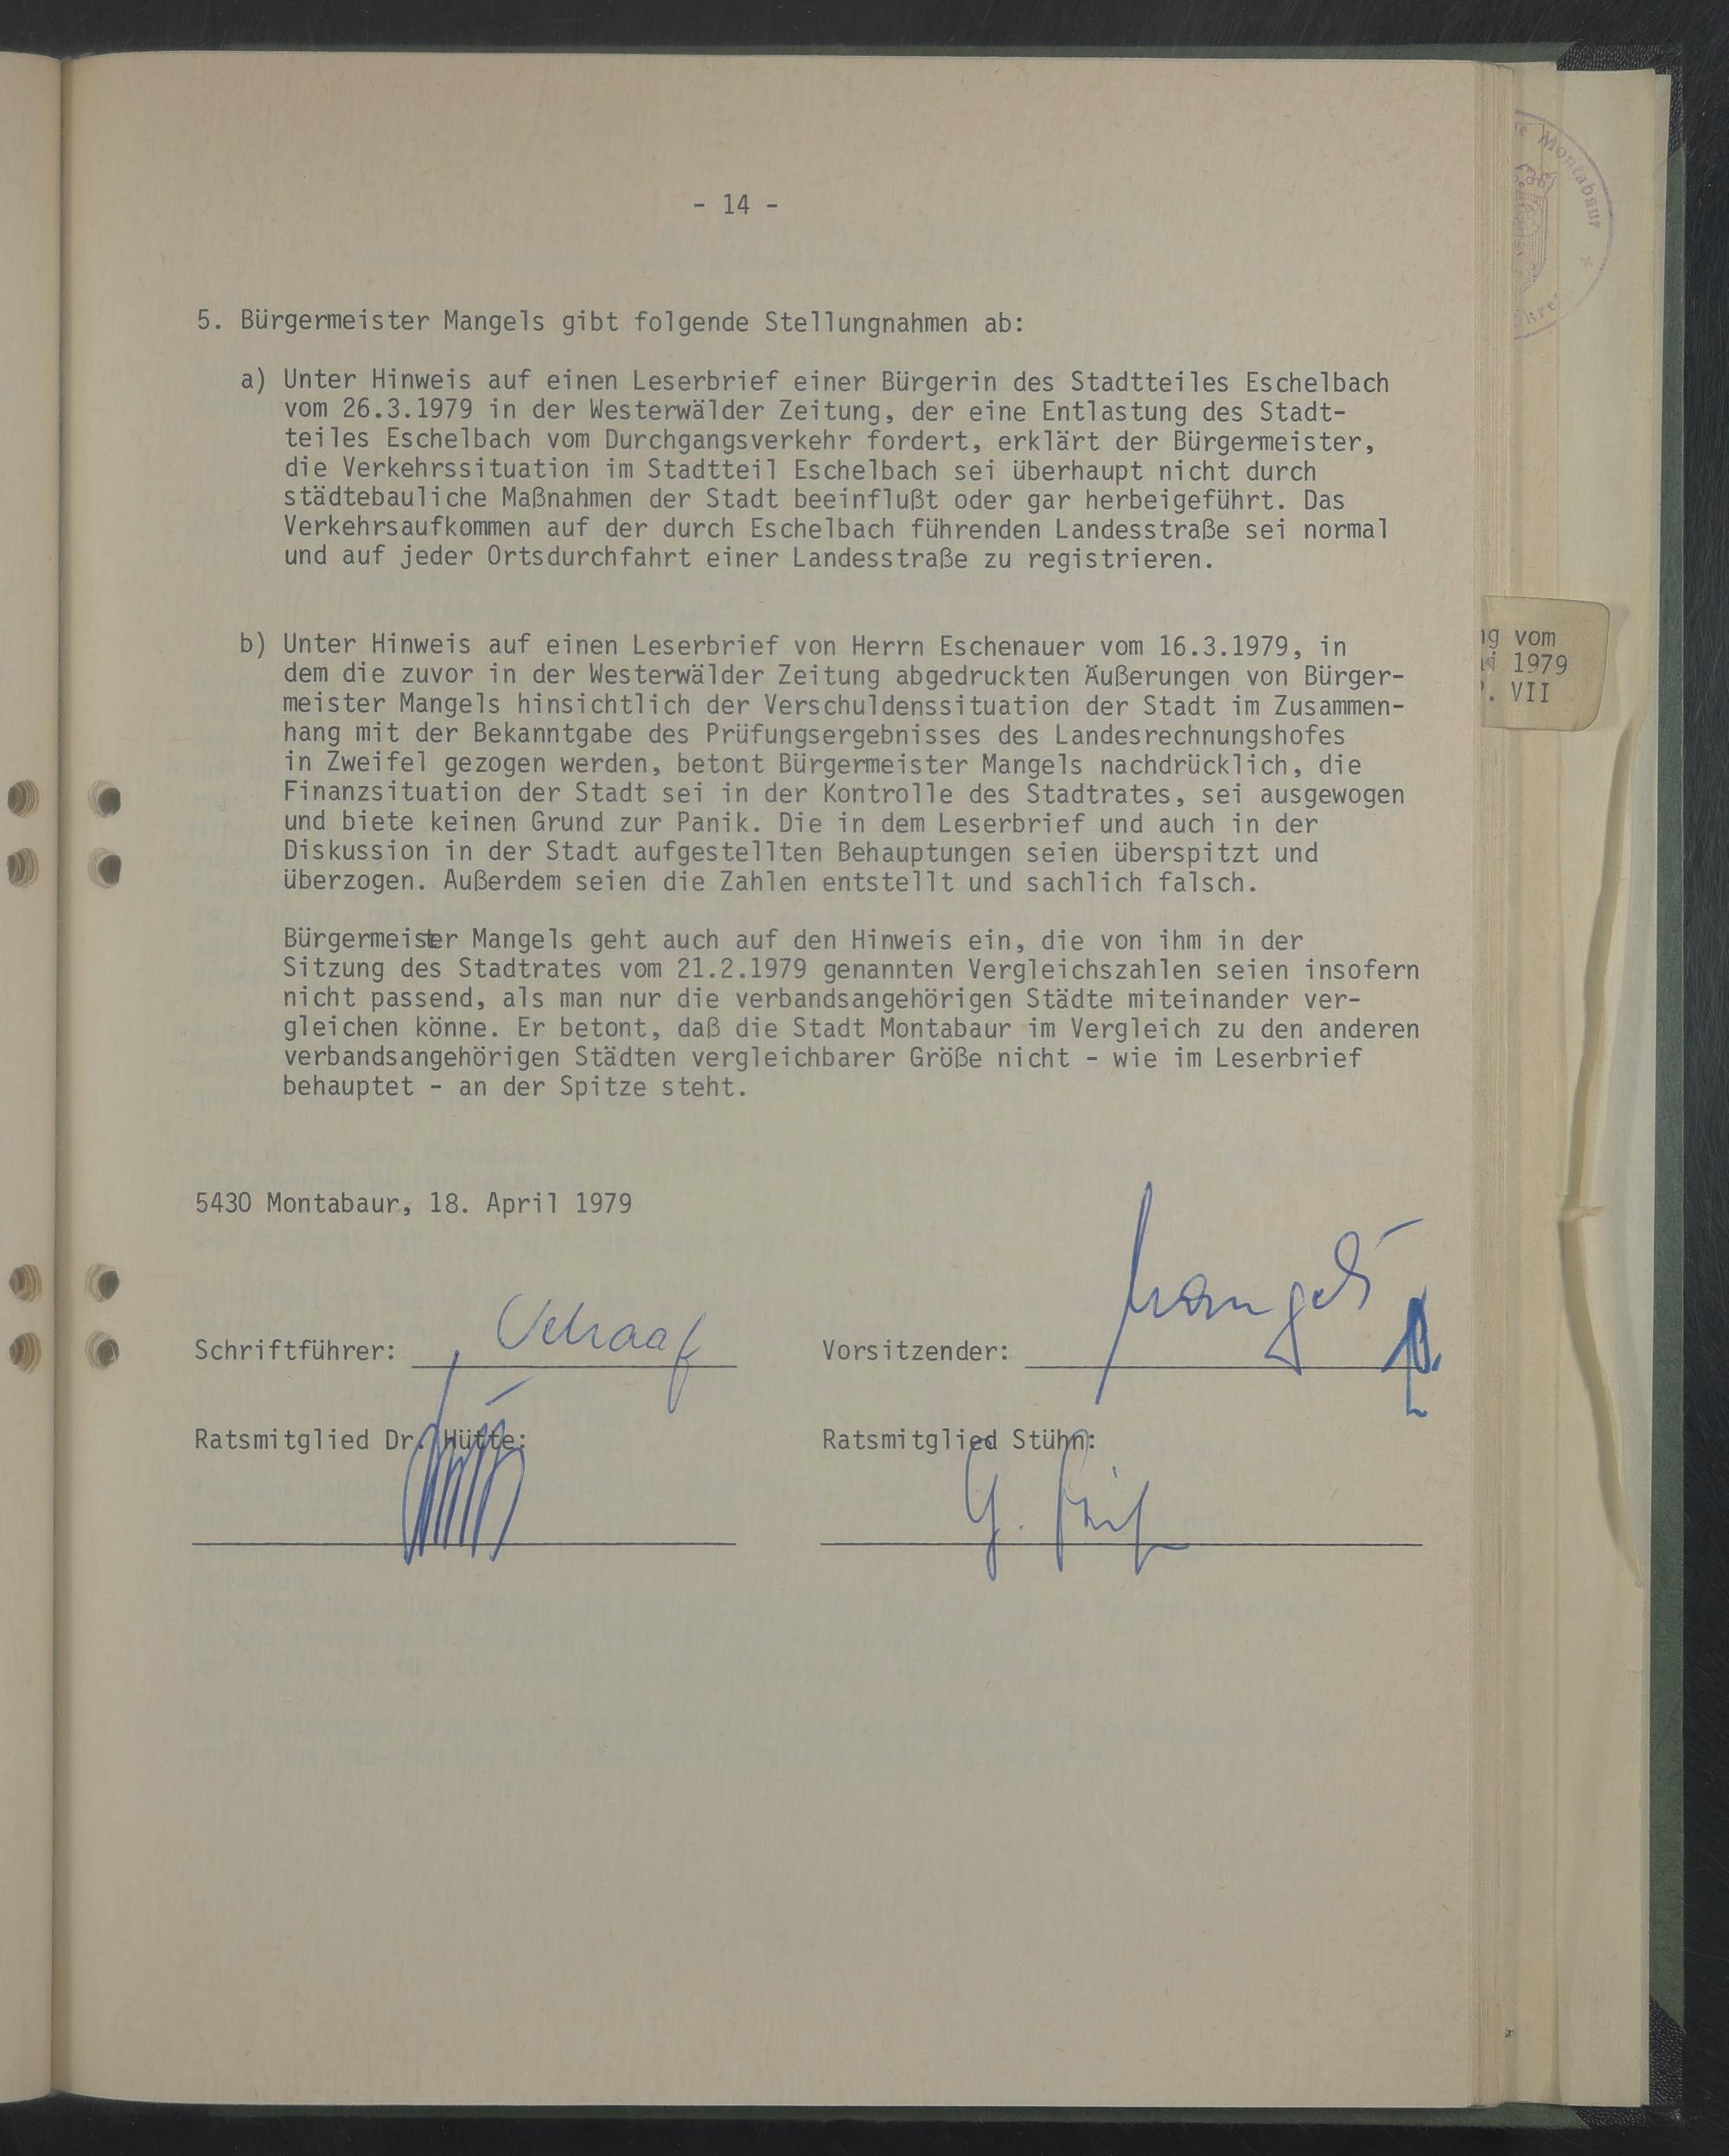 - 14 -
5. Bürgermeister Mangels gibt folgende Stellungnahmen ab:
a) Unter Hinweis auf einen Leserbrief einer Bürgerin des Stadtteiles Eschelbach
vom 26.3.1979 in der Westerwälder Zeitung, der eine Entlastung des Stadt-
teiles Eschelbach vom Durchgangsverkehr fordert, erklärt der Bürgermeister,
die Verkehrssituation im Stadtteil Eschelbach sei überhaupt nicht durch
städtebauliche Maßnahmen der Stadt beeinflußt oder gar herbeigeführt. Das
Verkehrsaufkommen auf der durch Eschelbach führenden Landesstraße sei normal
und auf jeder Ortsdurchfahrt einer Landesstraße zu registrieren.
b) Unter Hinweis auf einen Leserbrief von Herrn Eschenauer vom 16.3.1979, in
dem die zuvor in der Westerwälder Zeitung abgedruckten Äußerungen von Bürger-
meister Mangels hinsichtlich der Verschuldenssituation der Stadt im Zusammen-
hang mit der Bekanntgabe des Prüfungsergebnisses des Landesrechnungshofes
in Zweifel gezogen werden, betont Bürgermeister Mangels nachdrücklich, die
Finanzsituation der Stadt sei in der Kontrolle des Stadtrates, sei ausgewogen
und biete keinen Grund zur Panik. Die in dem Leserbrief und auch in der
Diskussion in der Stadt aufgestellten Behauptungen seien überspitzt und
überzogen. Außerdem seien die Zahlen entstellt und sachlich falsch.
Bürgermeister Mangels geht auch auf den Hinweis ein, die von ihm in der
Sitzung des Stadtrates vom 21.2.1979 genannten Vergleichszahlen seien insofern
nicht passend, als man nur die verbandsangehörigen Städte miteinander ver-
gleichen könne. Er betont, daß die Stadt Montabaur im Vergleich zu den anderen
verbandsangehörigen Städten vergleichbarer Größe nicht - wie im Leserbrief
behauptet - an der Spitze steht.
5430 Montabaur, 18. April 1979
Schriftführer:
Vorsitzender: Mangels
Ratsmitglied Dr. Hütte:
Ratsmitglied Stühn:
Montabaur
vom
1979
VII